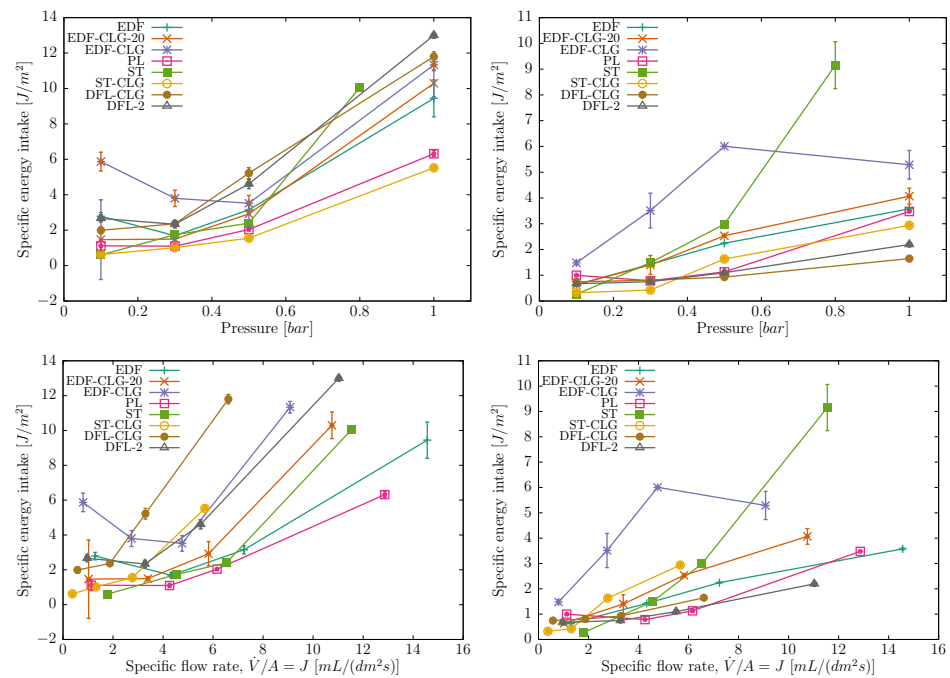 14
12
10
8
6
4
2
0
−2
0
0.2
0.4
0.6
0.8
1
Specific energy intake [J/m²]
Pressure [bar]
EDF
EDF-CLG-20
EDF-CLG
PL
ST
ST-CLG
DFL-CLG
DFL-2
11
10
9
8
7
6
5
4
3
2
1
0
0
0.2
0.4
0.6
0.8
1
Specific energy intake [J/m²]
Pressure [bar]
EDF
EDF-CLG-20
EDF-CLG
PL
ST
ST-CLG
DFL-CLG
DFL-2
14
12
10
8
6
4
2
0
−2
0
2
4
6
8
10
12
14
16
Specific energy intake [J/m²]
Specific flow rate, V̇/A = J [mL/(dm²s)]
EDF
EDF-CLG-20
EDF-CLG
PL
ST
ST-CLG
DFL-CLG
DFL-2
11
10
9
8
7
6
5
4
3
2
1
0
0
2
4
6
8
10
12
14
16
Specific energy intake [J/m²]
Specific flow rate, V̇/A = J [mL/(dm²s)]
EDF
EDF-CLG-20
EDF-CLG
PL
ST
ST-CLG
DFL-CLG
DFL-2